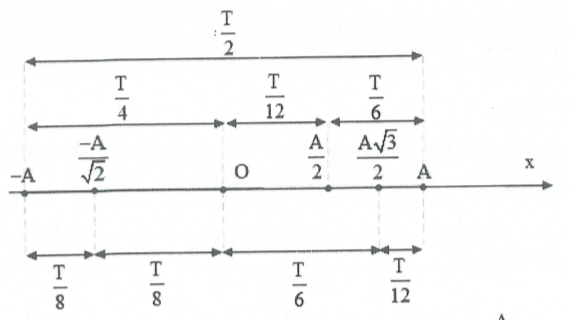 T/2
T/4 T/12 T/6
-A -A/√2 O A/2 A√3/2 A x
T/8 T/8 T/6 T/12
A